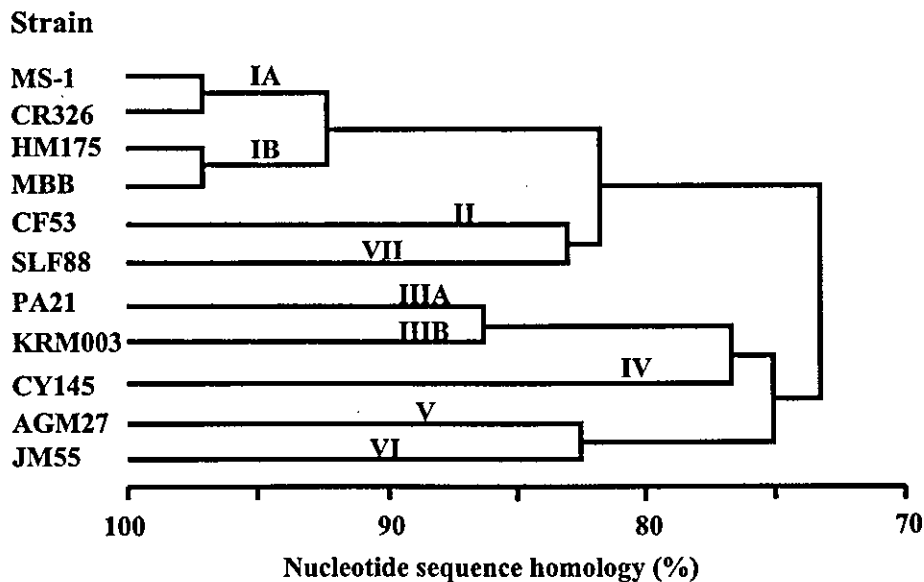 Strain
MS-1
IA
CR326
HM175
IB
MBB
CF53
II
SLF88
VII
PA21
IIIA
KRM003
IIIB
CY145
IV
AGM27
V
JM55
VI
100 90 80 70
Nucleotide sequence homology (%)